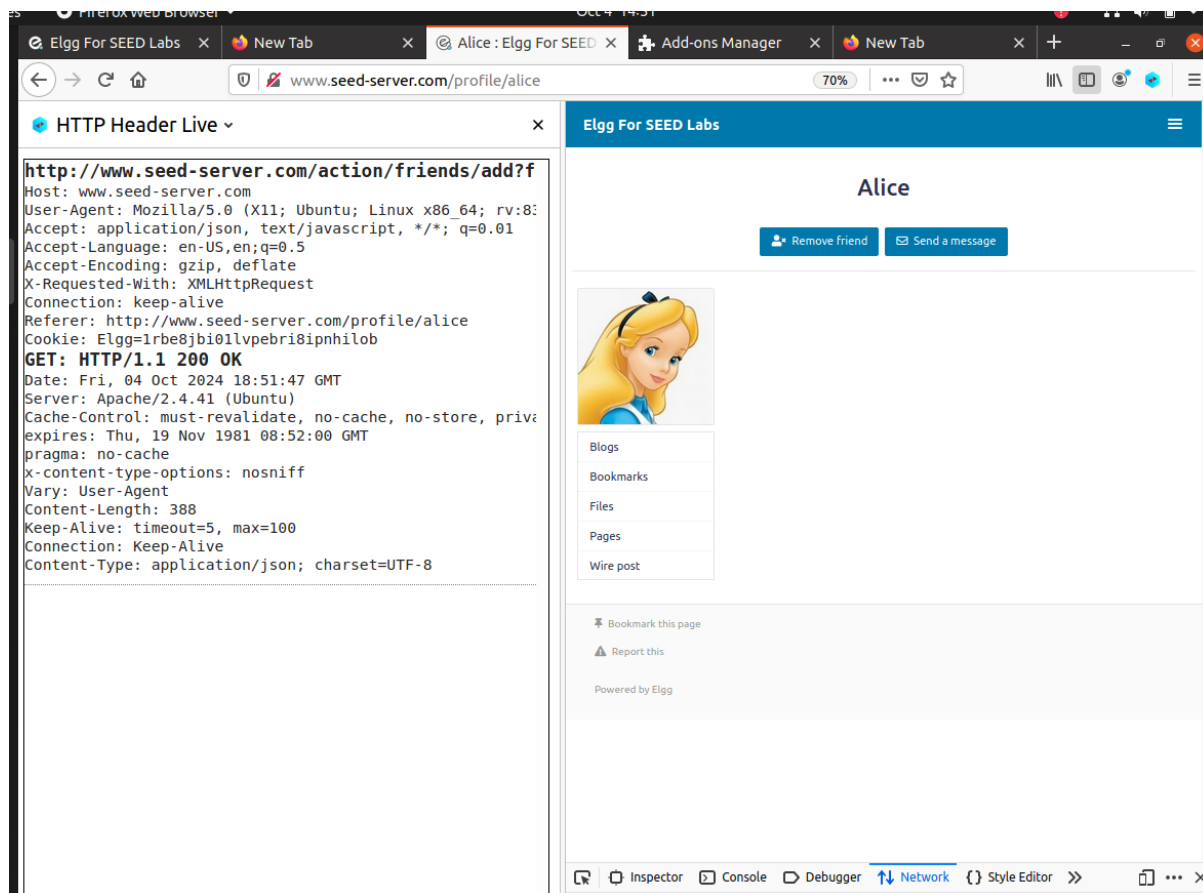 Firefox Web Browser
Oct 4 14:51
Elgg For SEED Labs
New Tab
Alice : Elgg For SEED
Add-ons Manager
New Tab
www.seed-server.com/profile/alice
70%
HTTP Header Live
http://www.seed-server.com/action/friends/add?f
Host: www.seed-server.com
User-Agent: Mozilla/5.0 (X11; Ubuntu; Linux x86_64; rv:83
Accept: application/json, text/javascript, */*; q=0.01
Accept-Language: en-US,en;q=0.5
Accept-Encoding: gzip, deflate
X-Requested-With: XMLHttpRequest
Connection: keep-alive
Referer: http://www.seed-server.com/profile/alice
Cookie: Elgg=1rbe8jbi01lvpebri8ipnhilob
GET: HTTP/1.1 200 OK
Date: Fri, 04 Oct 2024 18:51:47 GMT
Server: Apache/2.4.41 (Ubuntu)
Cache-Control: must-revalidate, no-cache, no-store, priva
expires: Thu, 19 Nov 1981 08:52:00 GMT
pragma: no-cache
x-content-type-options: nosniff
Vary: User-Agent
Content-Length: 388
Keep-Alive: timeout=5, max=100
Connection: Keep-Alive
Content-Type: application/json; charset=UTF-8
Elgg For SEED Labs
Alice
Remove friend
Send a message
Blogs
Bookmarks
Files
Pages
Wire post
Bookmark this page
Report this
Powered by Elgg
Inspector
Console
Debugger
Network
Style Editor